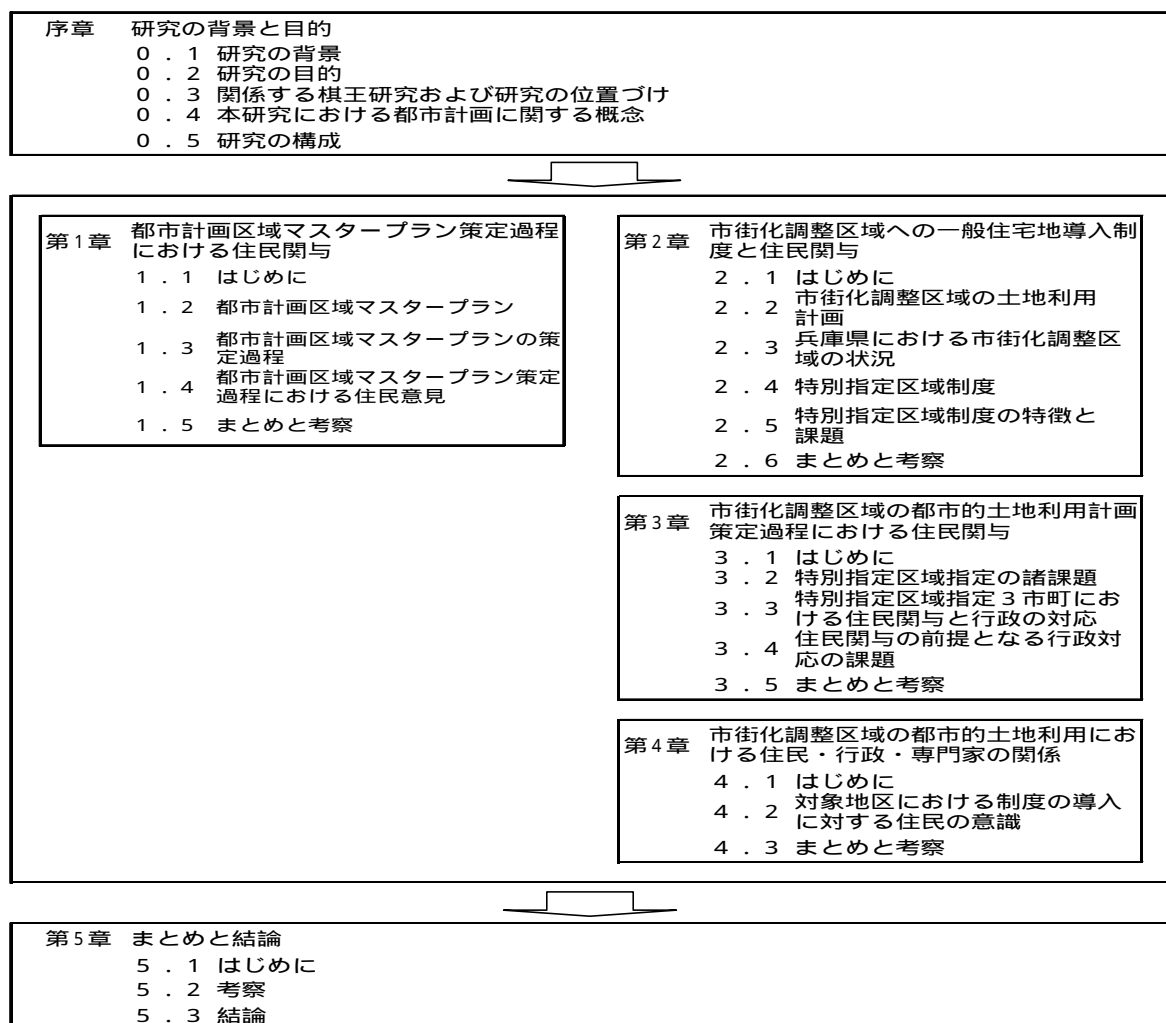 序章 研究の背景と目的
0.1 研究の背景
0.2 研究の目的
0.3 関係する棋王研究および研究の位置づけ
0.4 本研究における都市計画に関する概念
0.5 研究の構成
第1章 都市計画区域マスタープラン策定過程
における住民関与
1.1 はじめに
1.2 都市計画区域マスタープラン
1.3 都市計画区域マスタープランの策
定過程
1.4 都市計画区域マスタープラン策定
過程における住民意見
1.5 まとめと考察
第2章 市街化調整区域への一般住宅地導入制
度と住民関与
2.1 はじめに
2.2 市街化調整区域の土地利用
計画
2.3 兵庫県における市街化調整区
域の状況
2.4 特別指定区域制度
2.5 特別指定区域制度の特徴と
課題
2.6 まとめと考察
第3章 市街化調整区域の都市的土地利用計画
策定過程における住民関与
3.1 はじめに
3.2 特別指定区域指定の諸課題
3.3 特別指定区域指定3市町にお
ける住民関与と行政の対応
3.4 住民関与の前提となる行政対
応の課題
3.5 まとめと考察
第4章 市街化調整区域の都市的土地利用にお
ける住民・行政・専門家の関係
4.1 はじめに
4.2 対象地区における制度の導入
に対する住民の意識
4.3 まとめと考察
第5章 まとめと結論
5.1 はじめに
5.2 考察
5.3 結論